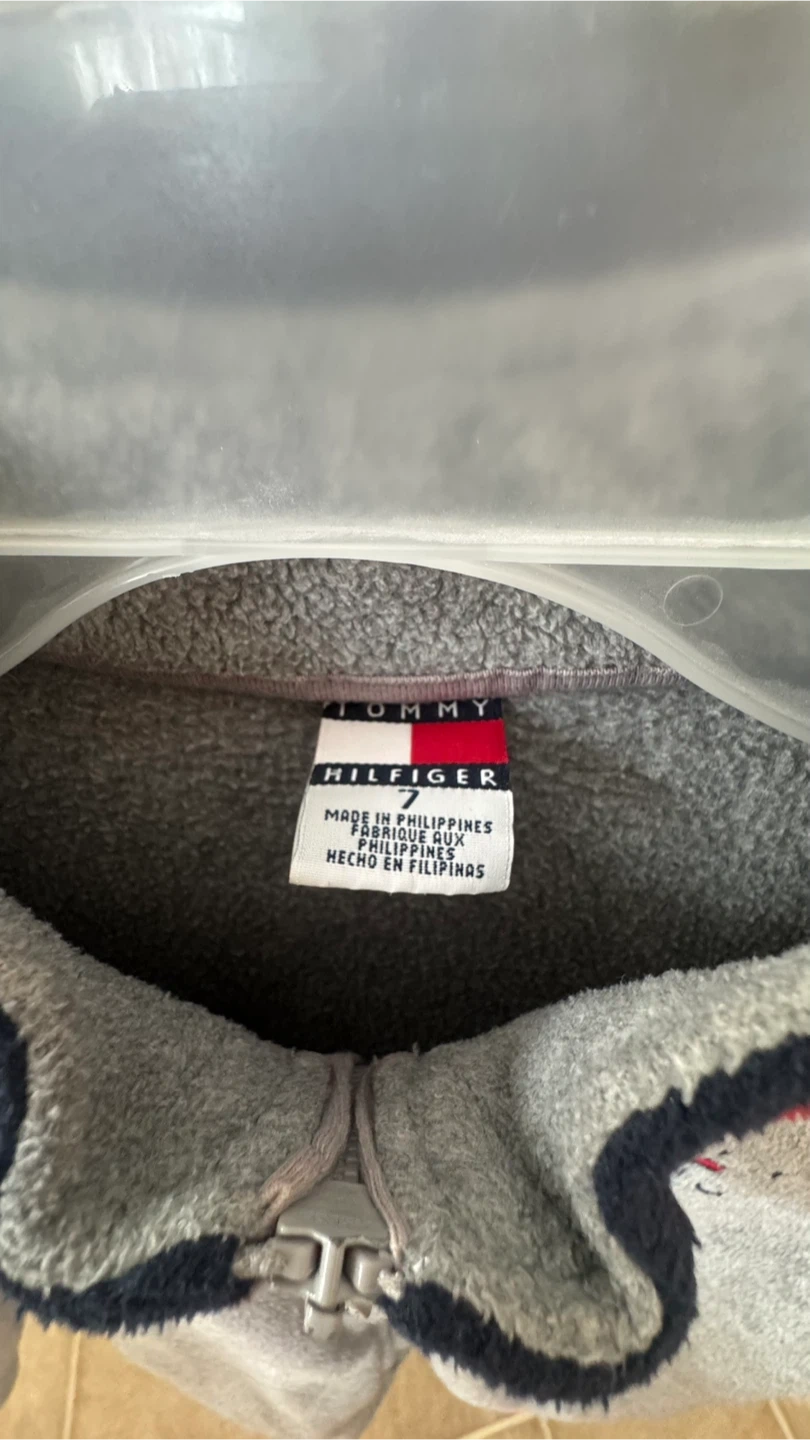 TOMMY
HILFIGER
7
MADE IN PHILIPPINES
FABRIQUE AUX
PHILIPPINES
HECHO EN FILIPINAS